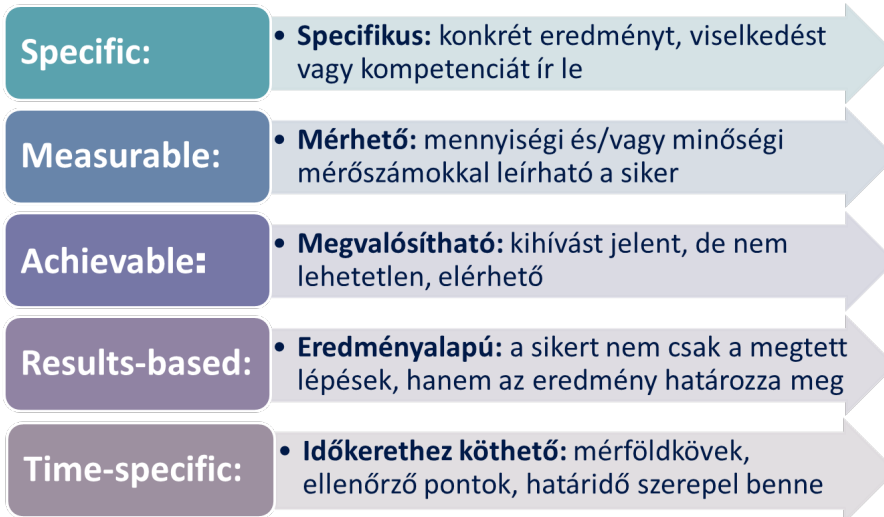 Specific:
• Specifikus: konkrét eredményt, viselkedést
vagy kompetenciát ír le
Measurable:
• Mérhető: mennyiségi és/vagy minőségi
mérőszámokkal leírható a siker
Achievable:
• Megvalósítható: kihívást jelent, de nem
lehetetlen, elérhető
Results-based:
• Eredményalapú: a sikert nem csak a megtett
lépések, hanem az eredmény határozza meg
Time-specific:
• Időkerethez köthető: mérföldkövek,
ellenőrző pontok, határidő szerepel benne